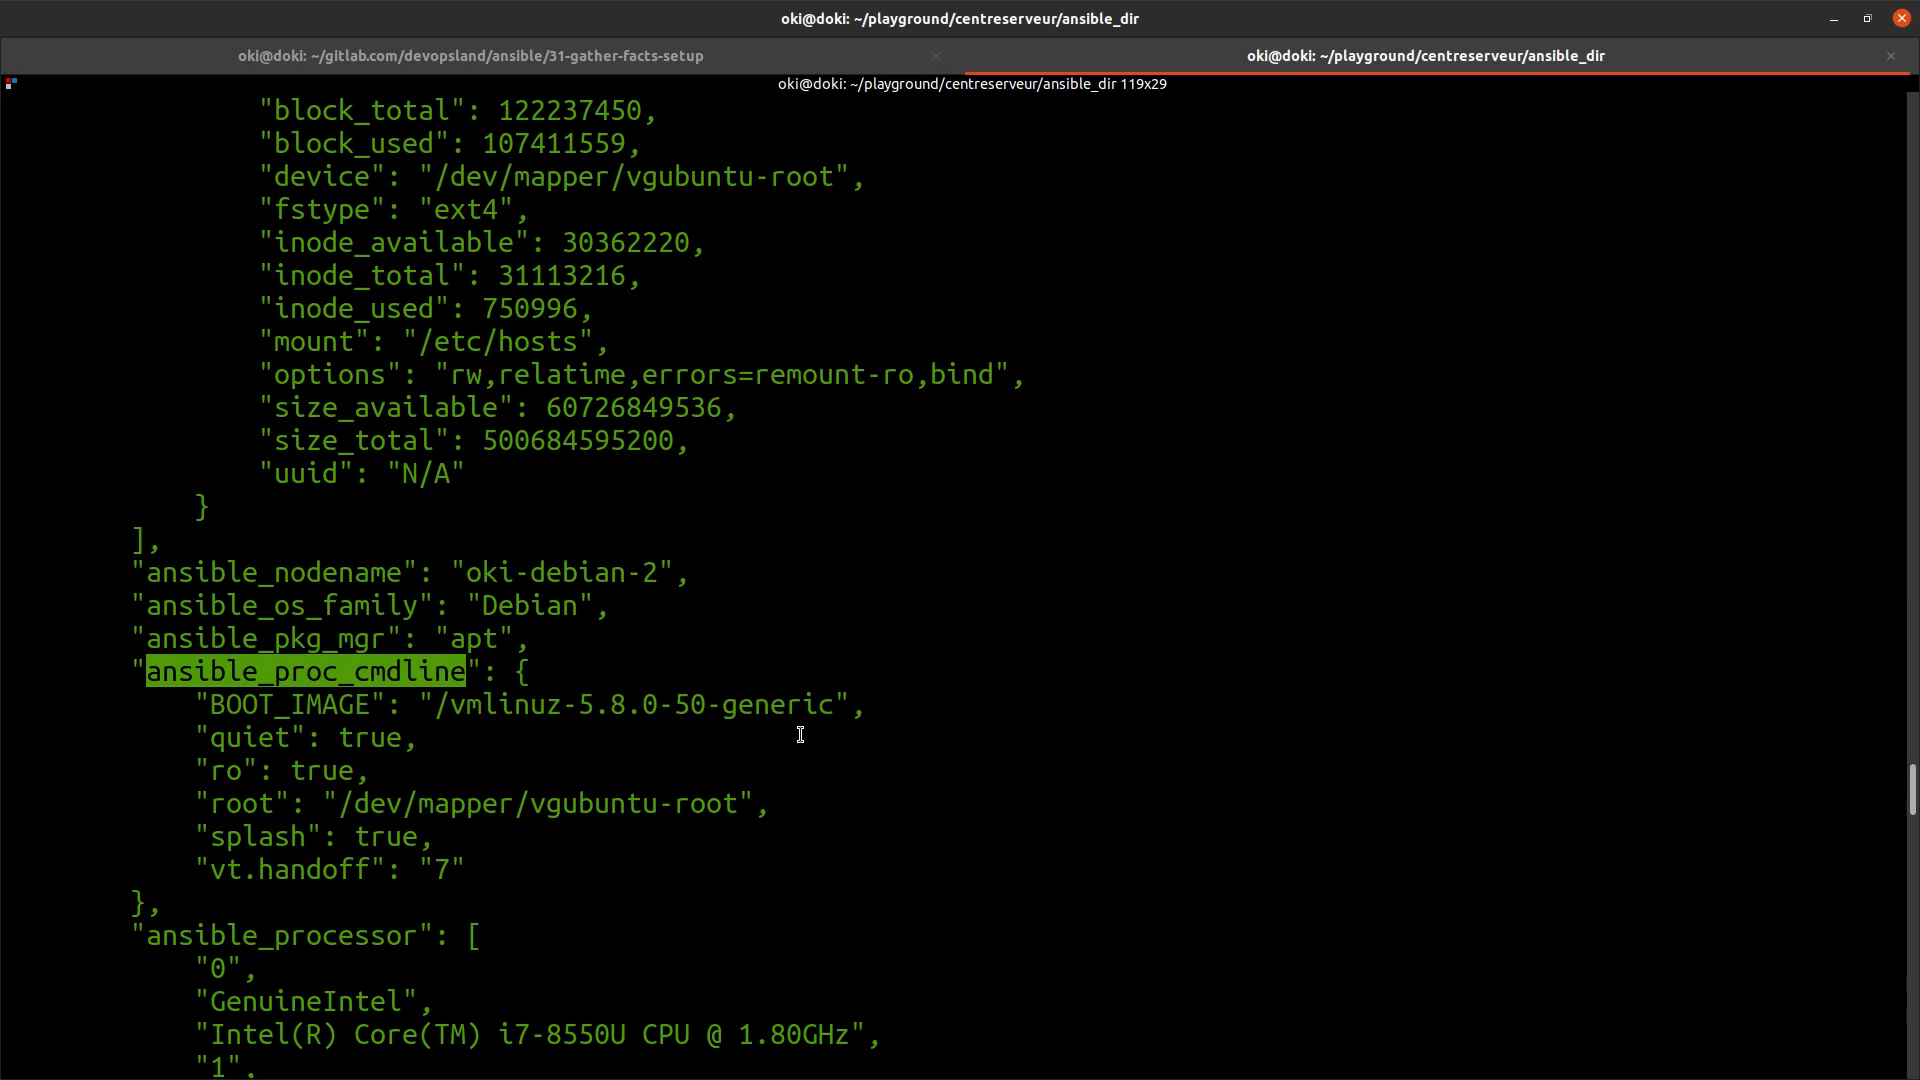 oki@doki: ~/playground/centreserveur/ansible_dir
oki@doki: ~/gitlab.com/devopsland/ansible/31-gather-facts-setup
oki@doki: ~/playground/centreserveur/ansible_dir
oki@doki: ~/playground/centreserveur/ansible_dir 119x29
"block_total": 122237450,
"block_used": 107411559,
"device": "/dev/mapper/vgubuntu-root",
"fstype": "ext4",
"inode_available": 30362220,
"inode_total": 31113216,
"inode_used": 750996,
"mount": "/etc/hosts",
"options": "rw,relatime,errors=remount-ro,bind",
"size_available": 60726849536,
"size_total": 500684595200,
"uuid": "N/A"
}
],
"ansible_nodename": "oki-debian-2",
"ansible_os_family": "Debian",
"ansible_pkg_mgr": "apt",
"ansible_proc_cmdline": {
"BOOT_IMAGE": "/vmlinuz-5.8.0-50-generic",
"quiet": true,
"ro": true,
"root": "/dev/mapper/vgubuntu-root",
"splash": true,
"vt.handoff": "7"
},
"ansible_processor": [
"0",
"GenuineIntel",
"Intel(R) Core(TM) i7-8550U CPU @ 1.80GHz",
"1",